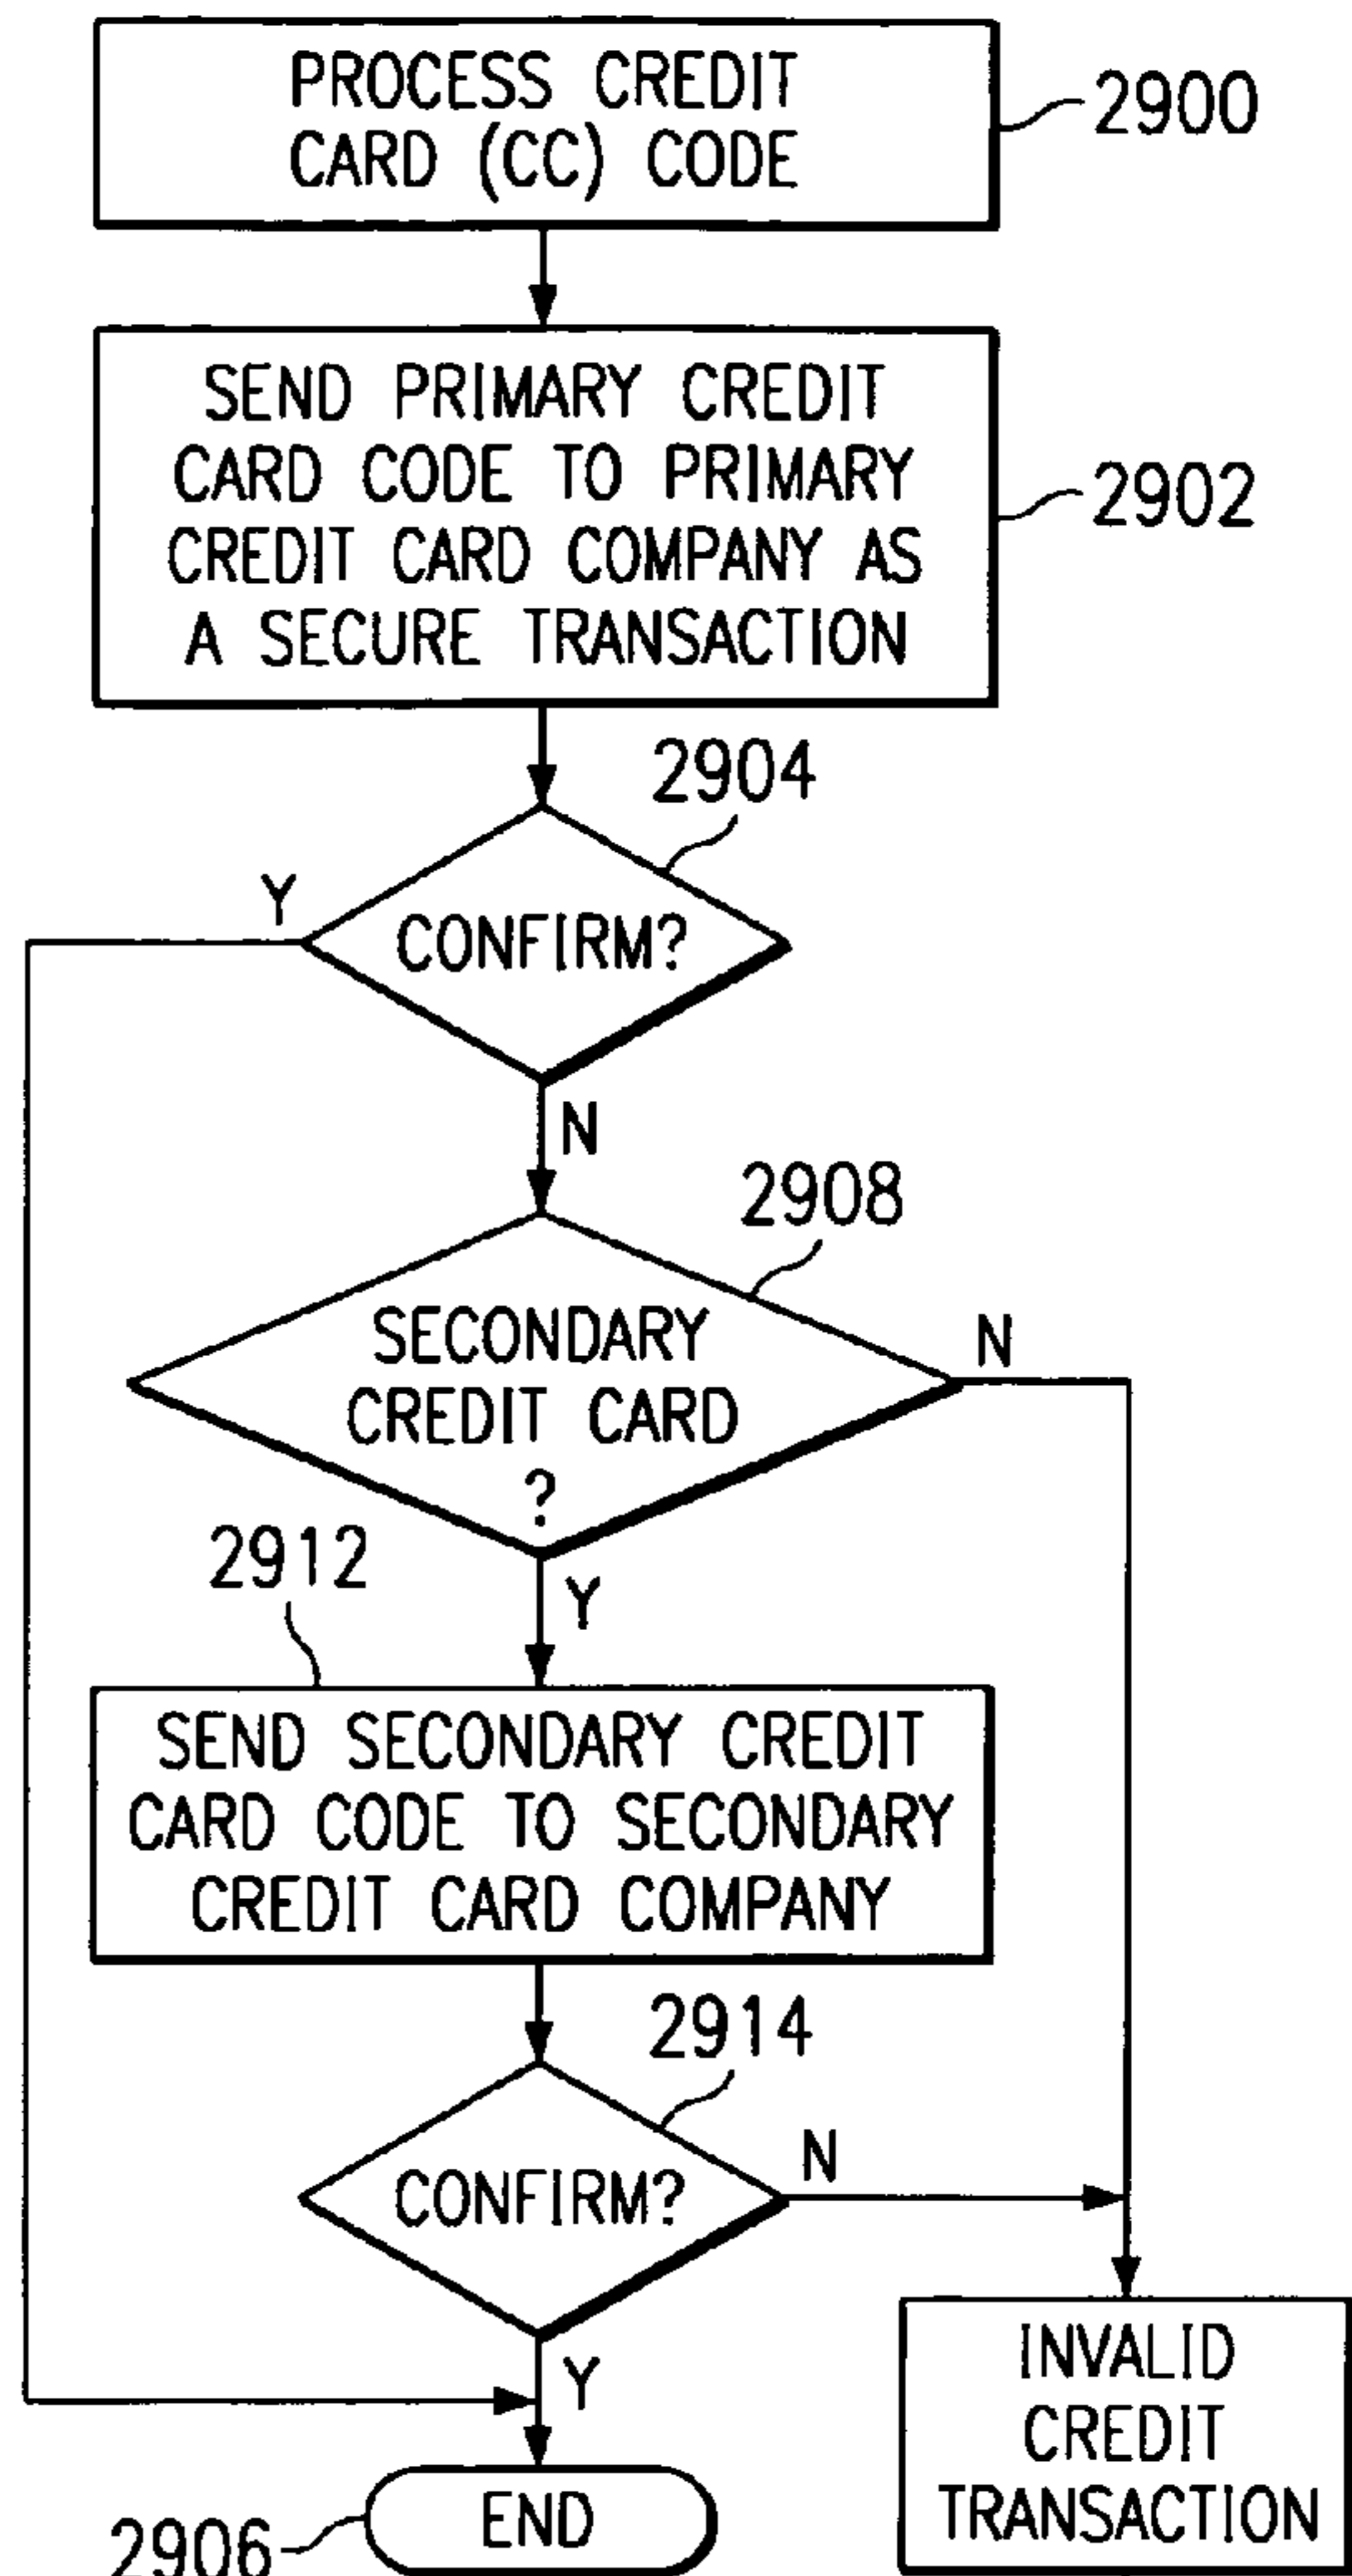 PROCESS CREDIT
CARD (CC) CODE
2900
SEND PRIMARY CREDIT
CARD CODE TO PRIMARY
CREDIT CARD COMPANY AS
A SECURE TRANSACTION
2902
2904
Y
CONFIRM?
N
2908
SECONDARY
CREDIT CARD
?
N
2912
Y
SEND SECONDARY CREDIT
CARD CODE TO SECONDARY
CREDIT CARD COMPANY
2914
CONFIRM?
N
Y
INVALID
CREDIT
TRANSACTION
END
2906